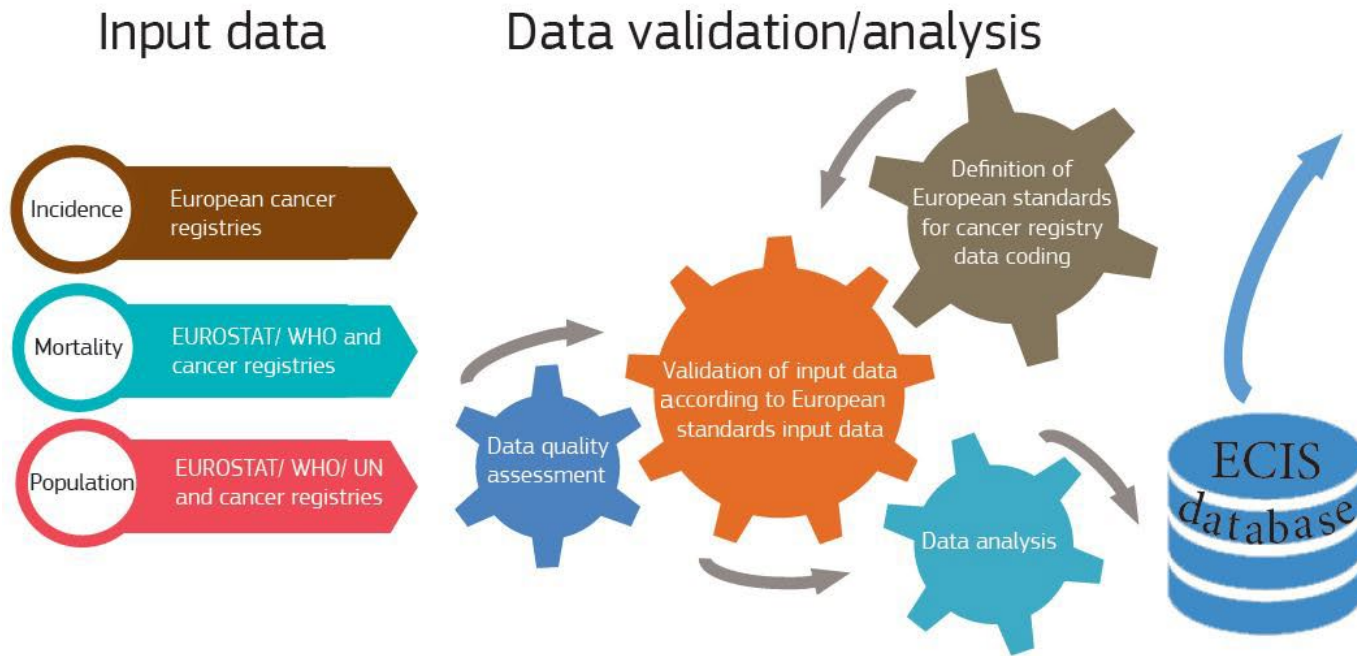 Input data
Data validation/analysis
Incidence
European cancer
registries
Mortality
EUROSTAT/ WHO and
cancer registries
Population
EUROSTAT/ WHO/ UN
and cancer registries
Data quality
assessment
Validation of input data
according to European
standards input data
Definition of
European standards
for cancer registry
data coding
Data analysis
ECIS
database